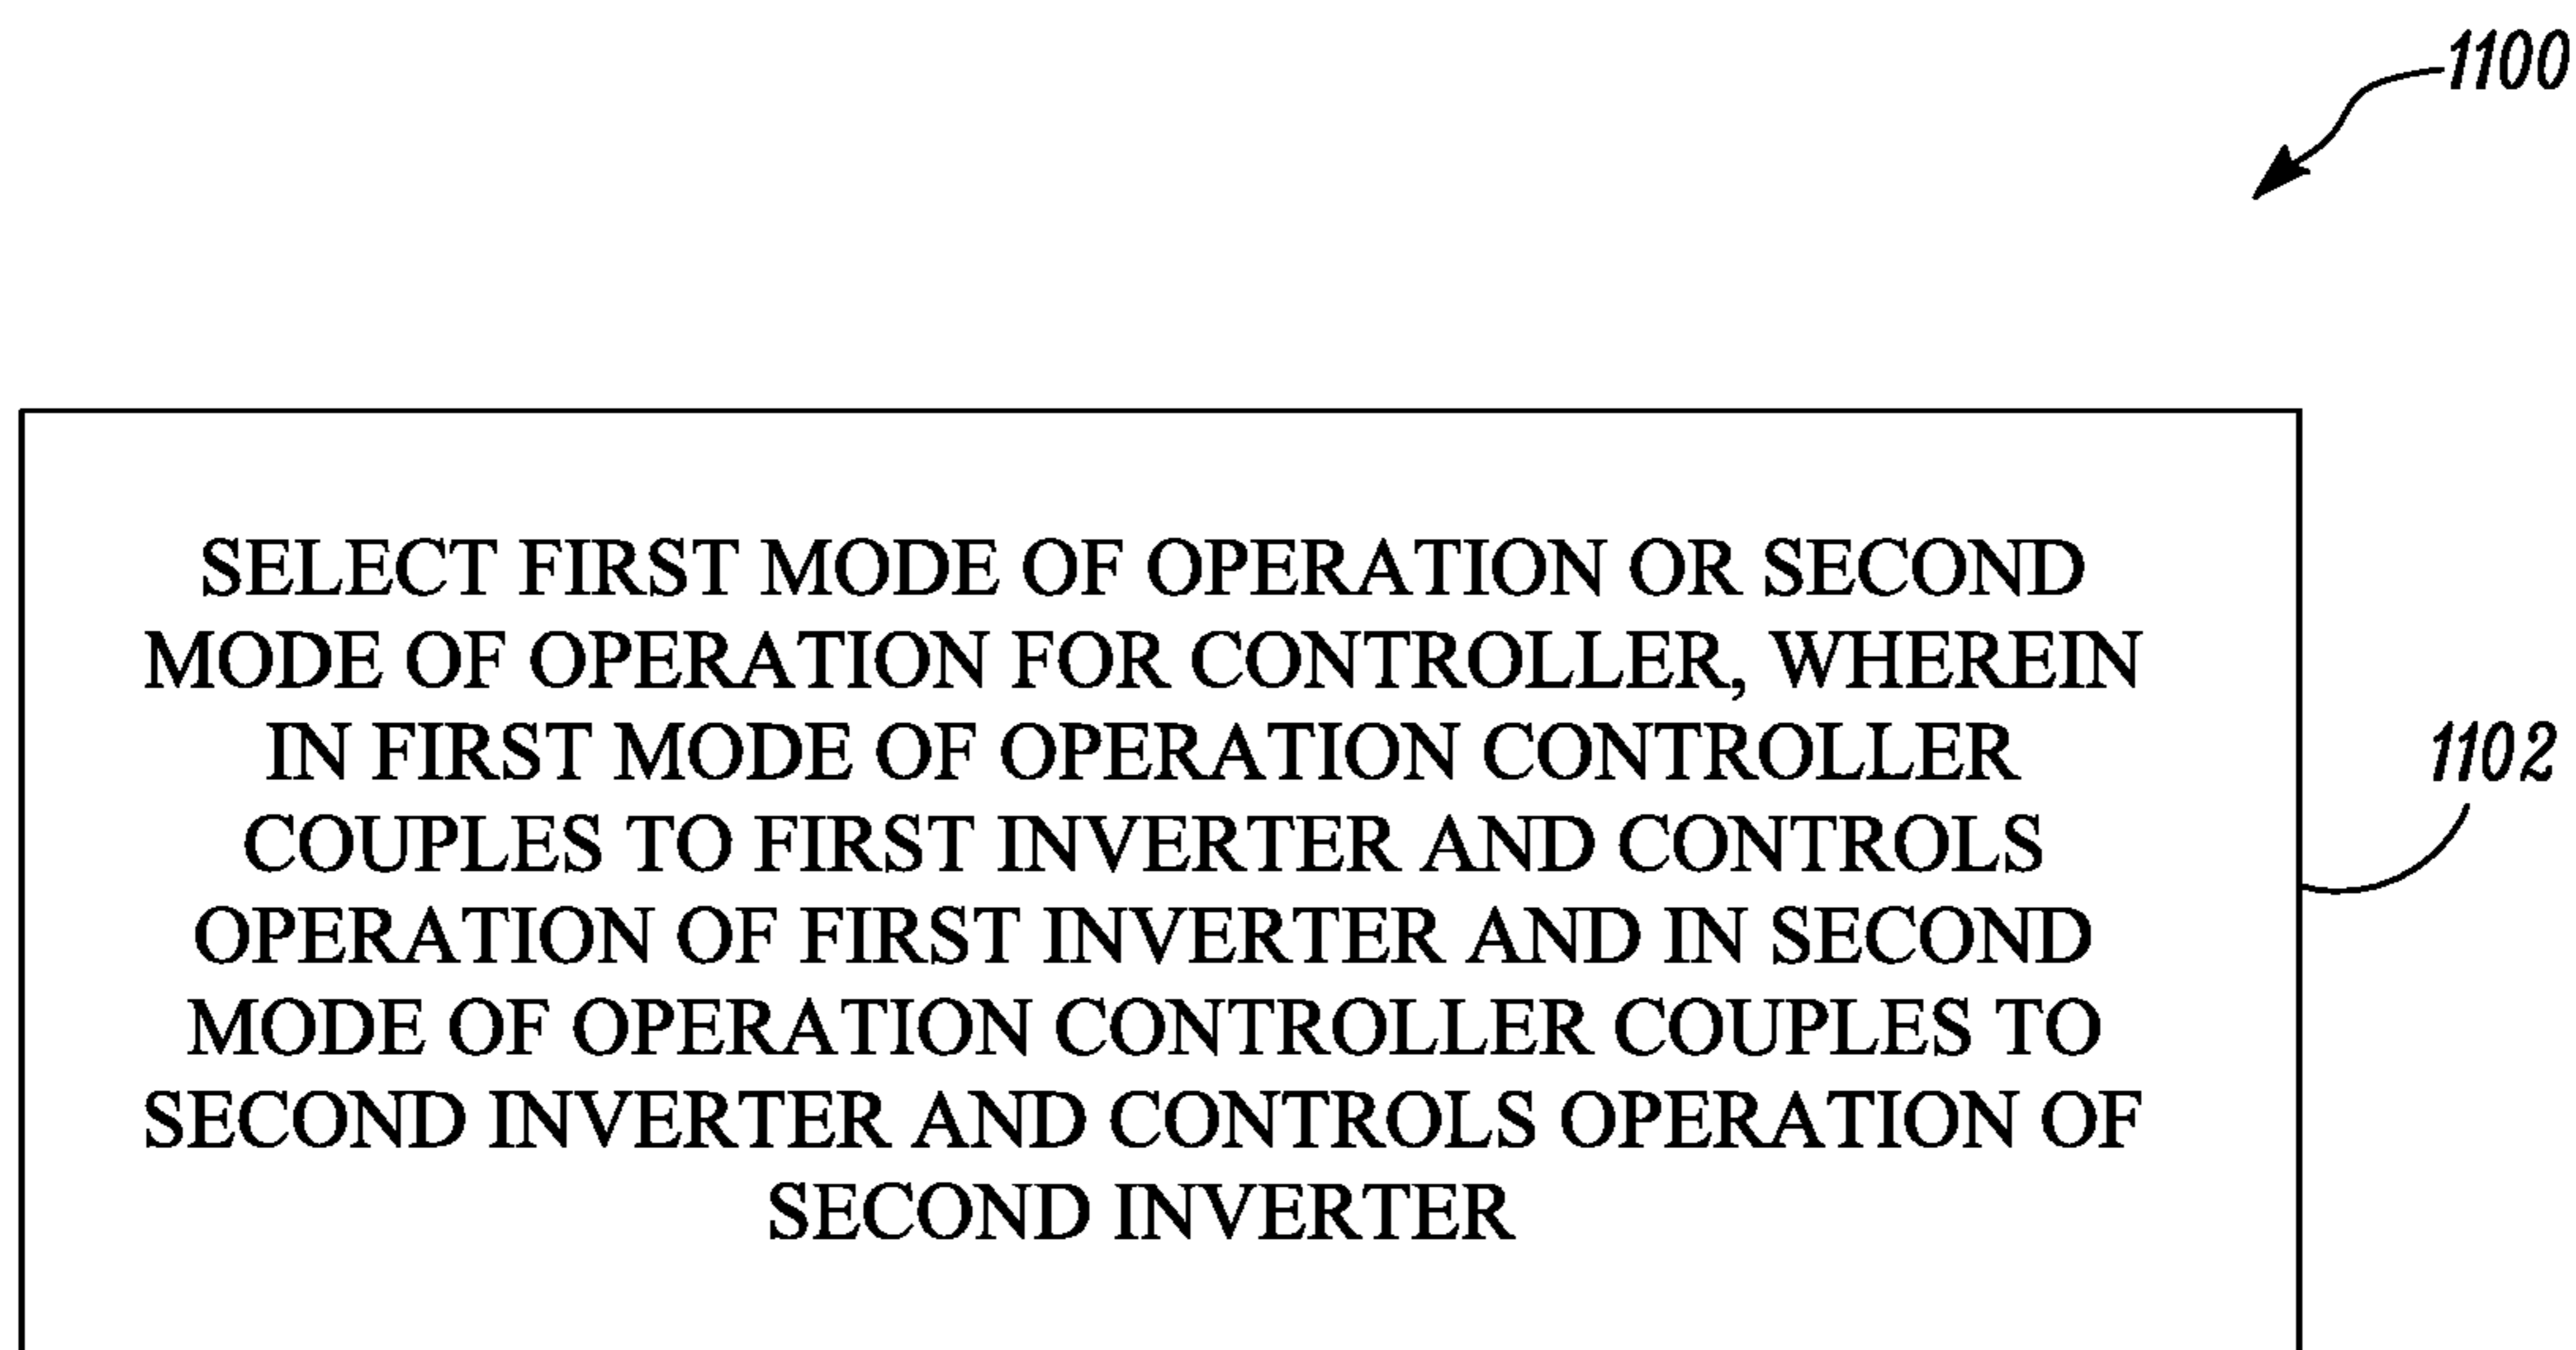 1100
SELECT FIRST MODE OF OPERATION OR SECOND
MODE OF OPERATION FOR CONTROLLER, WHEREIN
IN FIRST MODE OF OPERATION CONTROLLER
COUPLES TO FIRST INVERTER AND CONTROLS
OPERATION OF FIRST INVERTER AND IN SECOND
MODE OF OPERATION CONTROLLER COUPLES TO
SECOND INVERTER AND CONTROLS OPERATION OF
SECOND INVERTER
1102